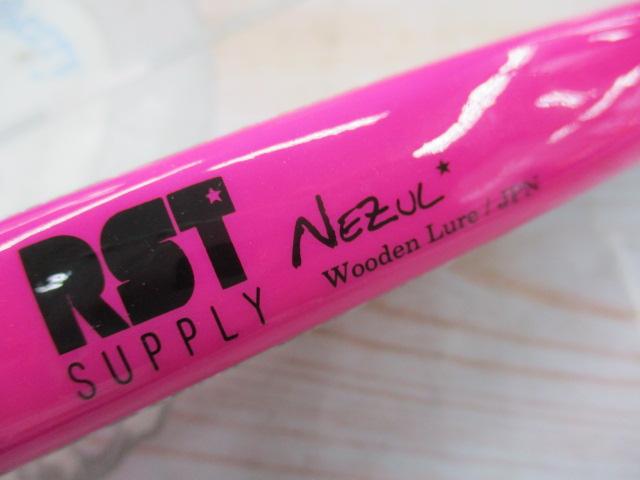 RST
SUPPLY
NEZUL
Wooden Lure / JPN